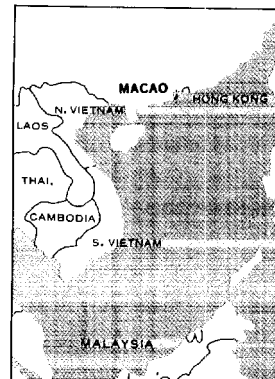 MACAO
HONG KONG
N. VIETNAM
LAOS
THAI.
CAMBODIA
S. VIETNAM
MALAYSIA